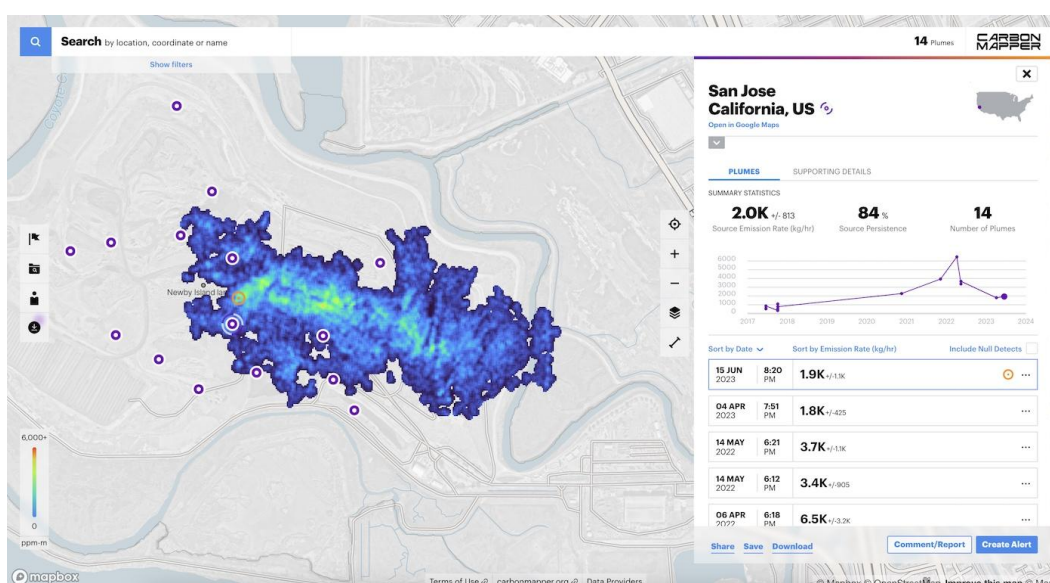 Search by location, coordinate or name
14 Plumes
CARBON MAPPER
Show filters
San Jose
California, US
Open in Google Maps
PLUMES SUPPORTING DETAILS
SUMMARY STATISTICS
2.0K +/- 813 84 % 14
Source Emission Rate (kg/hr) Source Persistence Number of Plumes
6000
5000
4000
3000
2000
1000
0
2017 2018 2019 2020 2021 2022 2023 2024
Sort by Date Sort by Emission Rate (kg/hr) Include Null Detects
15 JUN 2023 8:20 PM 1.9K +/-1.1K
04 APR 2023 7:51 PM 1.8K +/-425
14 MAY 2022 6:21 PM 3.7K +/-1.1K
14 MAY 2022 6:12 PM 3.4K +/-905
06 APR 2022 6:18 PM 6.5K +/-3.2K
Share Save Download Comment/Report Create Alert
Coyote C
Newby Island la
6,000+
0
ppm-m
mapbox
Terms of Use carbonmapper.org Data Providers
© Mapbox © OpenStreetMap Improve this map